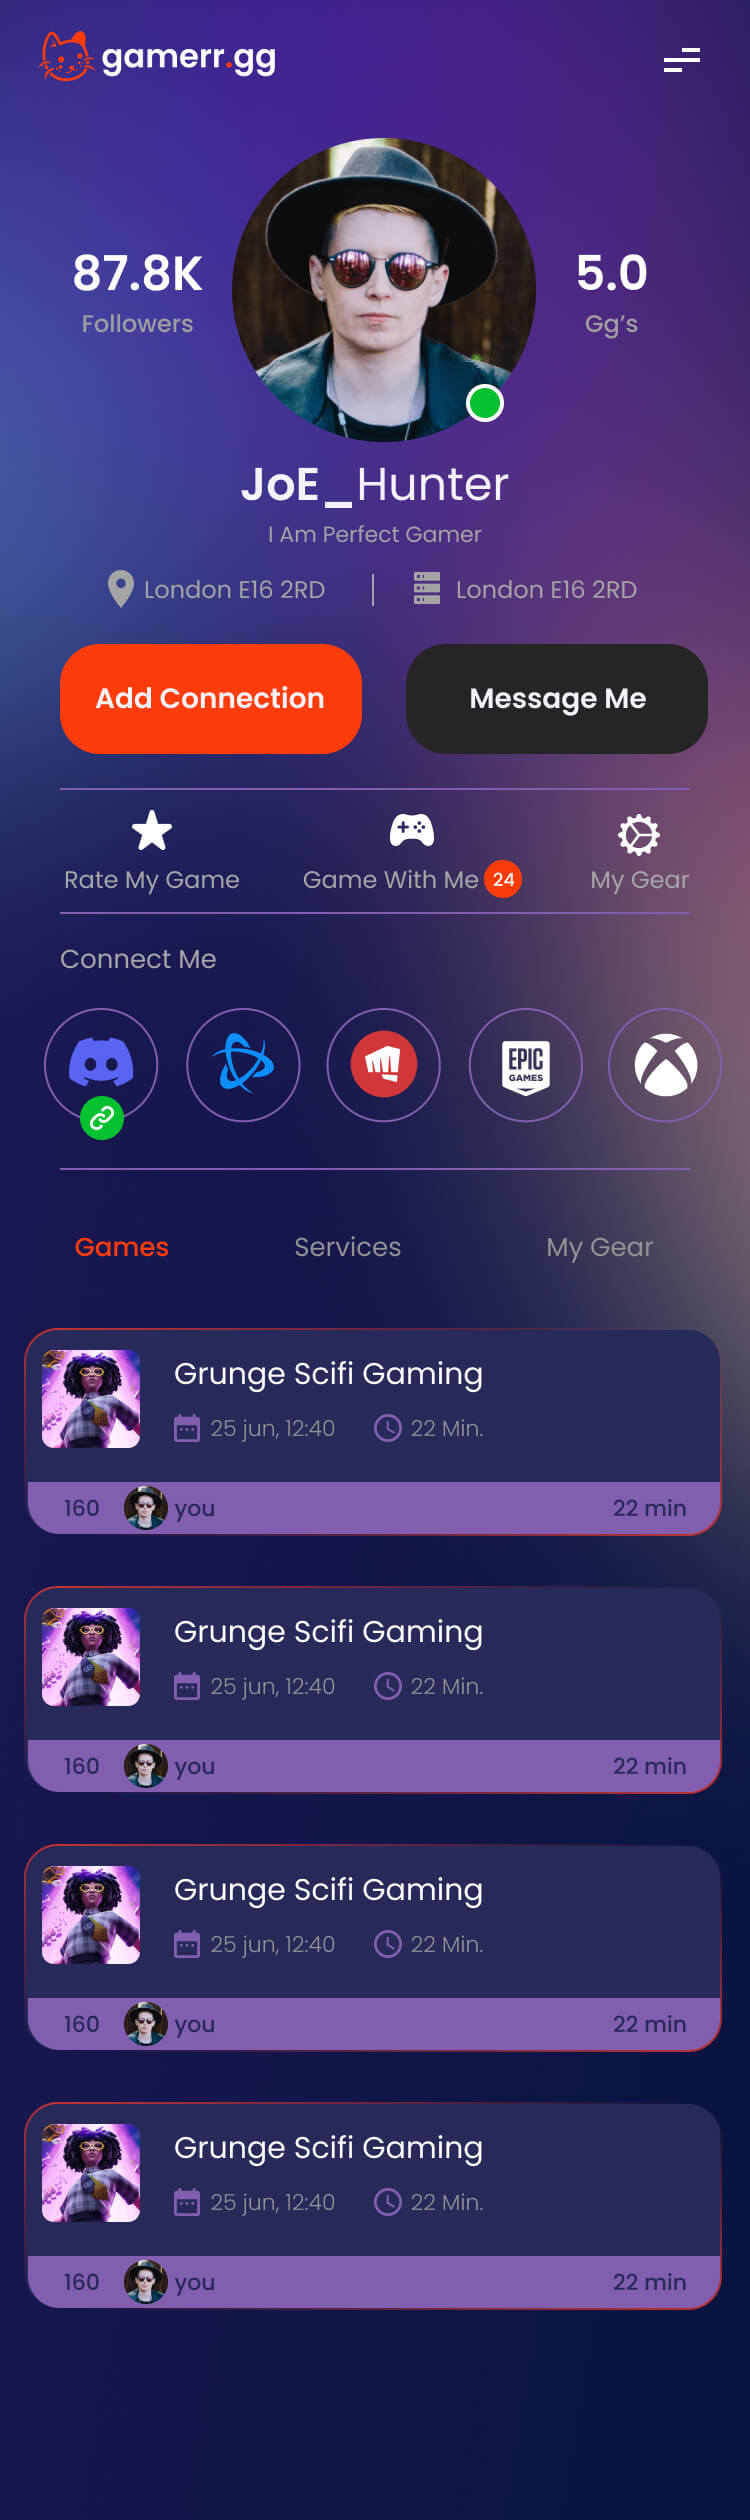 gamerr.gg
87.8K
Followers
5.0
Gg's
JoE_Hunter
I Am Perfect Gamer
London E16 2RD
London E16 2RD
Add Connection
Message Me
Rate My Game
Game With Me 24
My Gear
Connect Me
EPIC
GAMES
Games
Services
My Gear
Grunge Scifi Gaming
25 jun, 12:40
22 Min.
160
you
22 min
Grunge Scifi Gaming
25 jun, 12:40
22 Min.
160
you
22 min
Grunge Scifi Gaming
25 jun, 12:40
22 Min.
160
you
22 min
Grunge Scifi Gaming
25 jun, 12:40
22 Min.
160
you
22 min